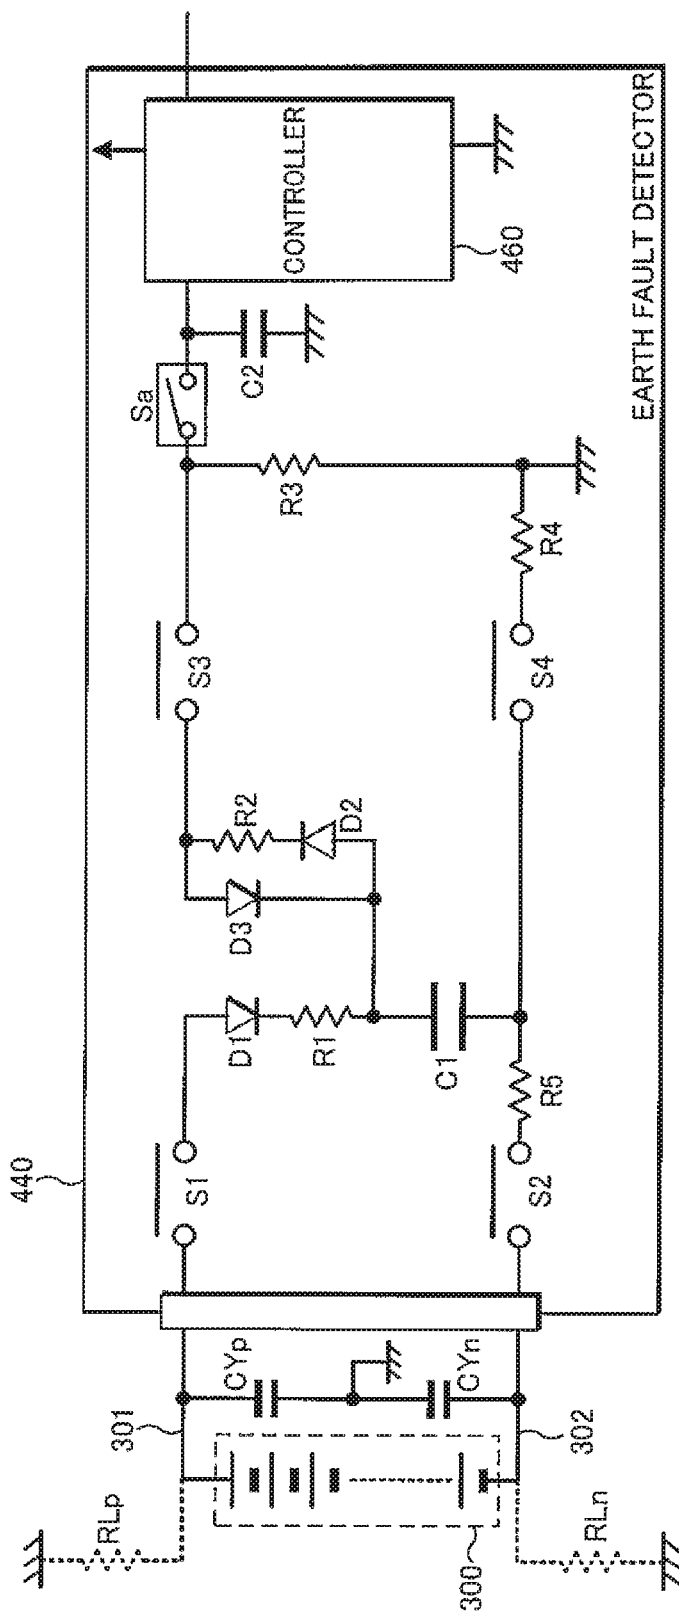 440
301
302
300
RLp
RLn
CYp
CYn
S1
S2
D1
R1
C1
R5
D3
R2
D2
S3
S4
R3
R4
Sa
C2
CONTROLLER
460
EARTH FAULT DETECTOR